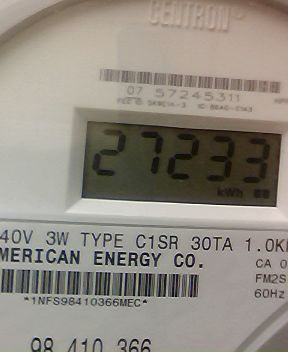 CENTRON
07 57245311
27233
kWh
40V 3W TYPE C1SR 30TA 1.0K
MERICAN ENERGY CO.
CA 0
FM2S
60Hz
*1NFS98410366MEC*
98 410 366